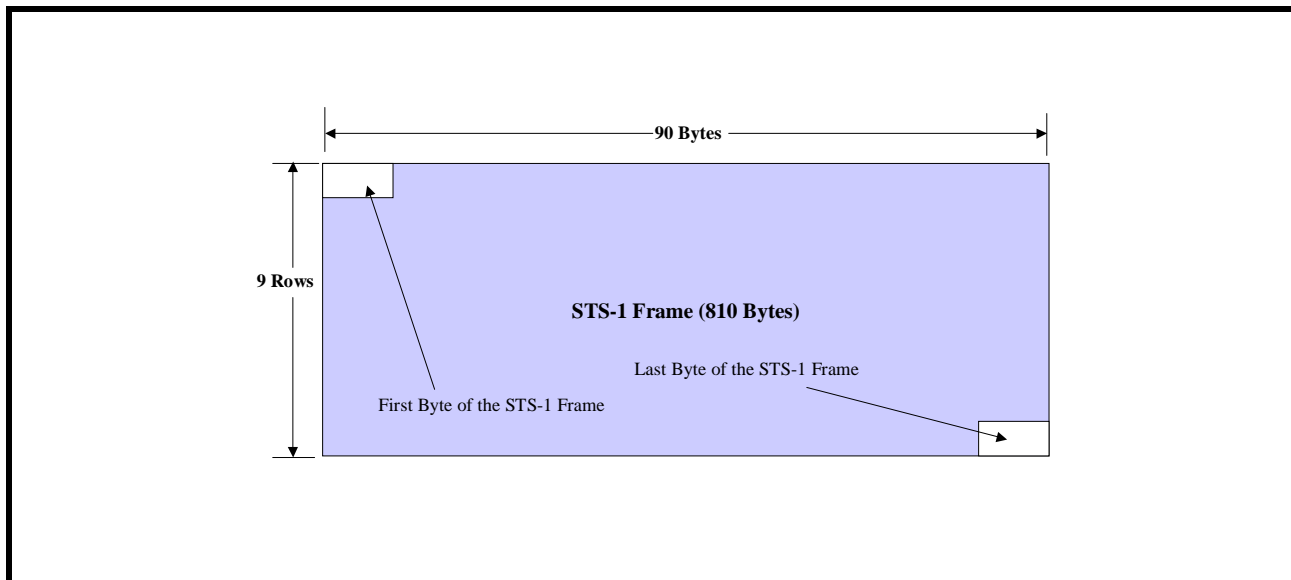 90 Bytes
9 Rows
STS-1 Frame (810 Bytes)
Last Byte of the STS-1 Frame
First Byte of the STS-1 Frame